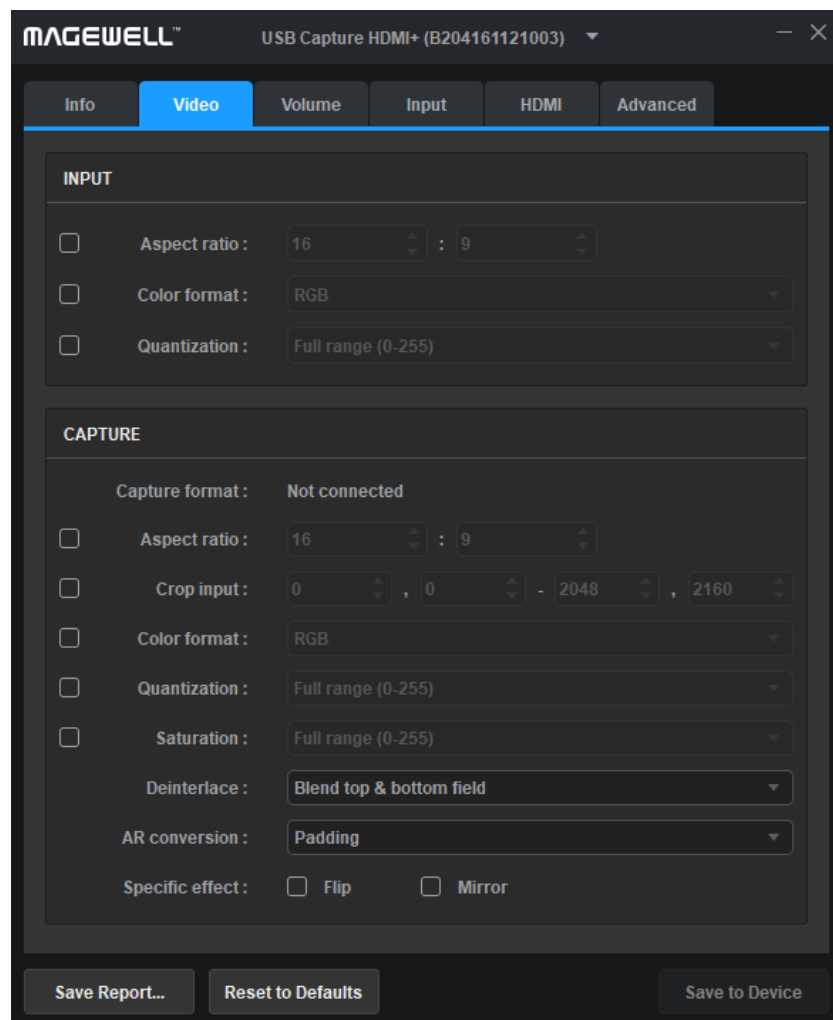 MAGEWELL™ USB Capture HDMI+ (B204161121003)
Info Video Volume Input HDMI Advanced
INPUT
Aspect ratio : 16 : 9
Color format : RGB
Quantization : Full range (0-255)
CAPTURE
Capture format : Not connected
Aspect ratio : 16 : 9
Crop input : 0 , 0 - 2048 , 2160
Color format : RGB
Quantization : Full range (0-255)
Saturation : Full range (0-255)
Deinterlace : Blend top & bottom field
AR conversion : Padding
Specific effect : Flip Mirror
Save Report... Reset to Defaults Save to Device